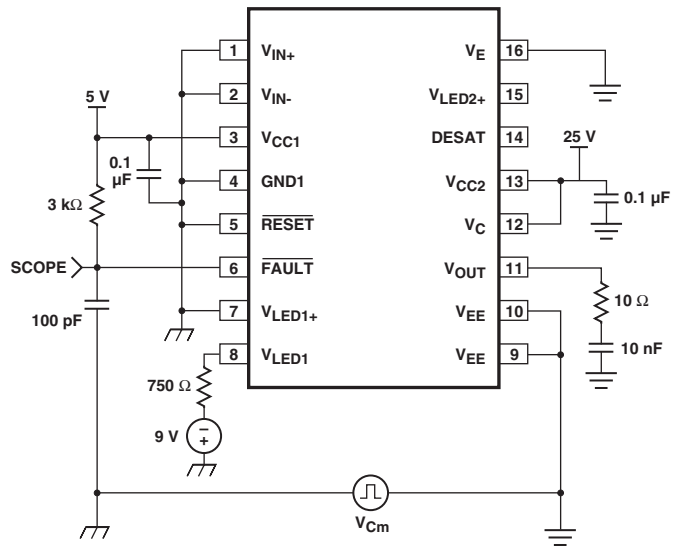 1 V_IN+
2 V_IN-
3 V_CC1
4 GND1
5 RESET
6 FAULT
7 V_LED1+
8 V_LED1
V_E 16
V_LED2+ 15
DESAT 14
V_CC2 13
V_C 12
V_OUT 11
V_EE 10
V_EE 9
5 V
0.1
µF
3 kΩ
SCOPE
100 pF
750 Ω
9 V
−
+
25 V
0.1 µF
10 Ω
10 nF
V_Cm